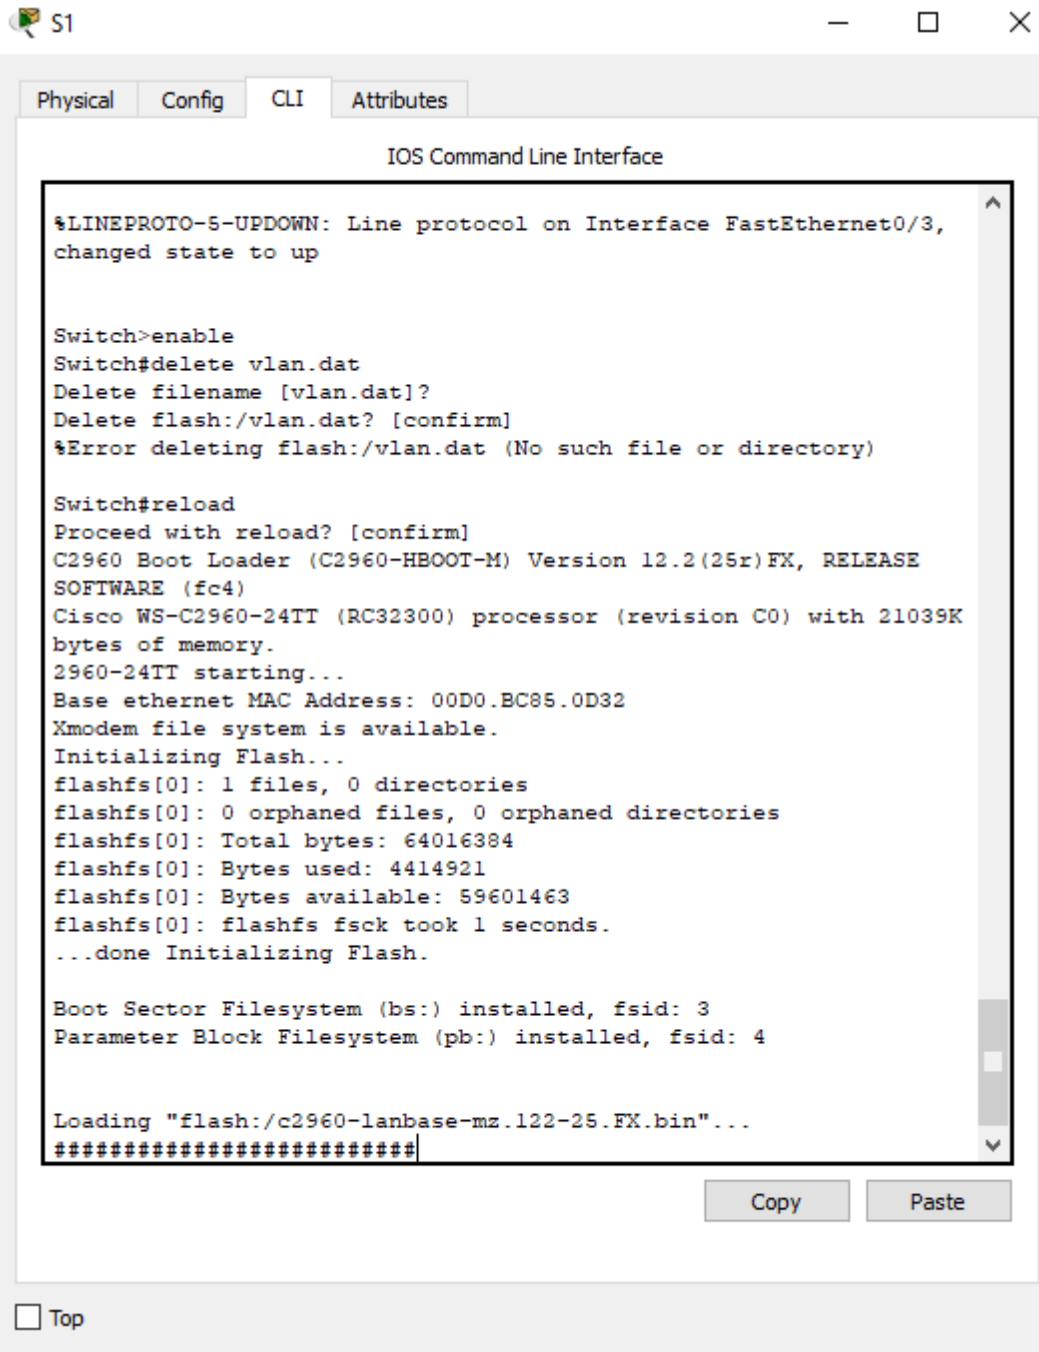 S1
Physical Config CLI Attributes
IOS Command Line Interface
%LINEPROTO-5-UPDOWN: Line protocol on Interface FastEthernet0/3,
changed state to up
Switch>enable
Switch#delete vlan.dat
Delete filename [vlan.dat]?
Delete flash:/vlan.dat? [confirm]
%Error deleting flash:/vlan.dat (No such file or directory)
Switch#reload
Proceed with reload? [confirm]
C2960 Boot Loader (C2960-HBOOT-M) Version 12.2(25r)FX, RELEASE
SOFTWARE (fc4)
Cisco WS-C2960-24TT (RC32300) processor (revision C0) with 21039K
bytes of memory.
2960-24TT starting...
Base ethernet MAC Address: 00D0.BC85.0D32
Xmodem file system is available.
Initializing Flash...
flashfs[0]: 1 files, 0 directories
flashfs[0]: 0 orphaned files, 0 orphaned directories
flashfs[0]: Total bytes: 64016384
flashfs[0]: Bytes used: 4414921
flashfs[0]: Bytes available: 59601463
flashfs[0]: flashfs fsck took 1 seconds.
...done Initializing Flash.
Boot Sector Filesystem (bs:) installed, fsid: 3
Parameter Block Filesystem (pb:) installed, fsid: 4
Loading "flash:/c2960-lanbase-mz.122-25.FX.bin"...
##########################
Copy Paste
Top